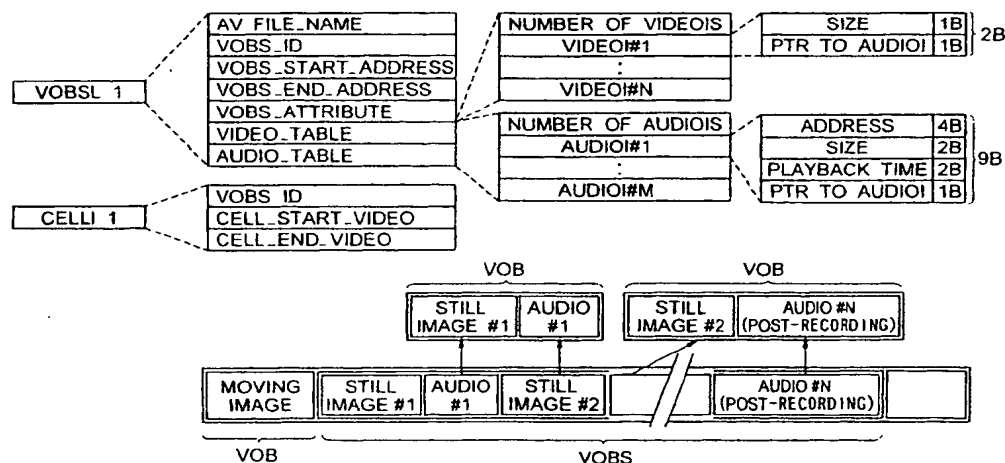 VOBSL 1
AV FILE_NAME
VOBS_ID
VOBS_START_ADDRESS
VOBS_END_ADDRESS
VOBS_ATTRIBUTE
VIDEO_TABLE
AUDIO_TABLE
NUMBER OF VIDEOIS
VIDEOI#1
:
VIDEOI#N
SIZE 1B
PTR TO AUDIOI 1B
2B
NUMBER OF AUDIOIS
AUDIOI#1
:
AUDIOI#M
ADDRESS 4B
SIZE 2B
PLAYBACK TIME 2B
PTR TO AUDIOI 1B
9B
CELLI 1
VOBS ID
CELL_START_VIDEO
CELL_END_VIDEO
VOB
STILL IMAGE #1
AUDIO #1
VOB
STILL IMAGE #2
AUDIO #N (POST-RECORDING)
MOVING IMAGE
STILL IMAGE #1
AUDIO #1
STILL IMAGE #2
AUDIO #N (POST-RECORDING)
VOB
VOBS